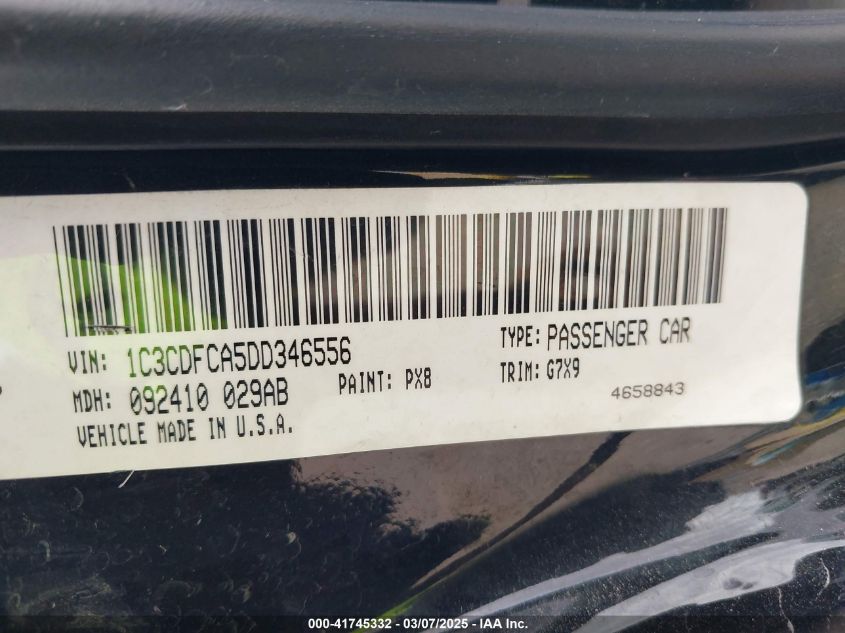 VIN: 1C3CDFCA5DD346556 TYPE: PASSENGER CAR
MDH: 092410 029AB PAINT: PX8 TRIM: G7X9
VEHICLE MADE IN U.S.A. 4658843
000-41745332 - 03/07/2025 - IAA Inc.